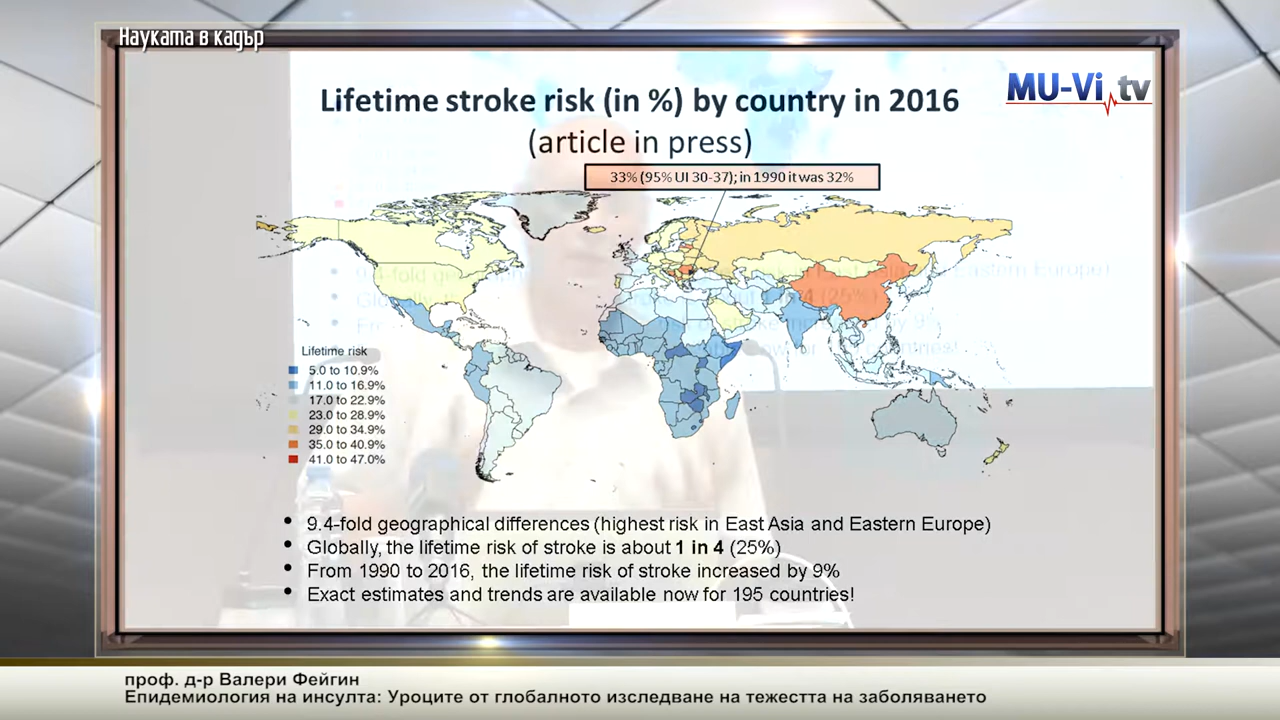 Науката в кадър
MU-Vi.tv
Lifetime stroke risk (in %) by country in 2016
(article in press)
33% (95% UI 30-37); in 1990 it was 32%
Lifetime risk
5.0 to 10.9%
11.0 to 16.9%
17.0 to 22.9%
23.0 to 28.9%
29.0 to 34.9%
35.0 to 40.9%
41.0 to 47.0%
• 9.4-fold geographical differences (highest risk in East Asia and Eastern Europe)
• Globally, the lifetime risk of stroke is about 1 in 4 (25%)
• From 1990 to 2016, the lifetime risk of stroke increased by 9%
• Exact estimates and trends are available now for 195 countries!
проф. д-р Валери Фейгин
Епидемиология на инсулта: Уроците от глобалното изследване на тежестта на заболяването